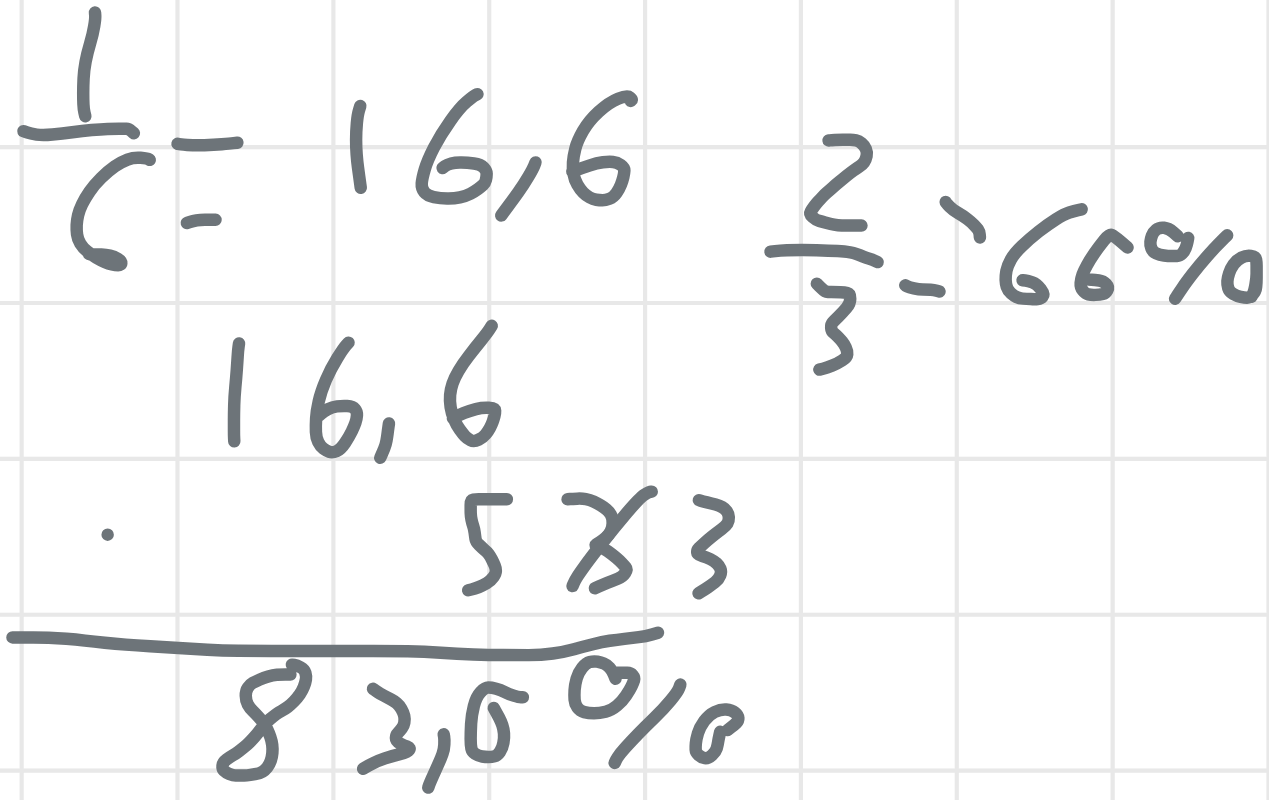 1/6 = 16,6
2/3 = 66%
16,6
· 5 3
83,0%